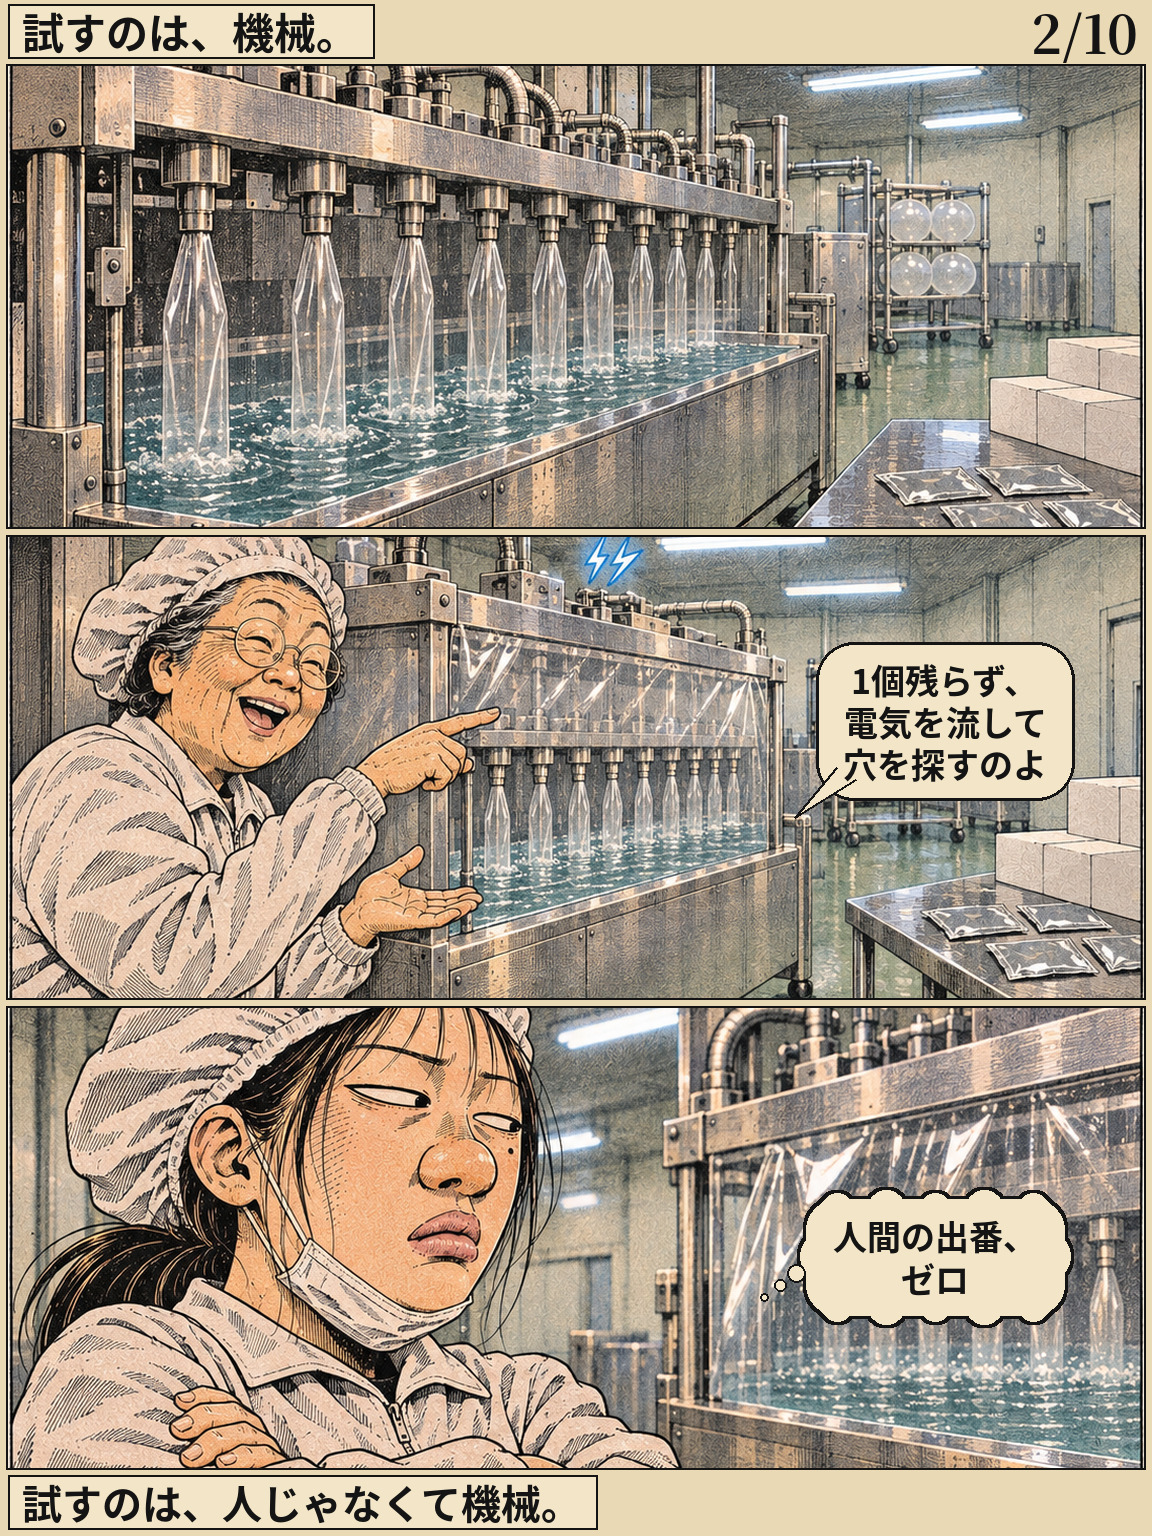 試すのは、機械。
2/10
1個残らず、
電気を流して
穴を探すのよ
人間の出番、
ゼロ
試すのは、人じゃなくて機械。